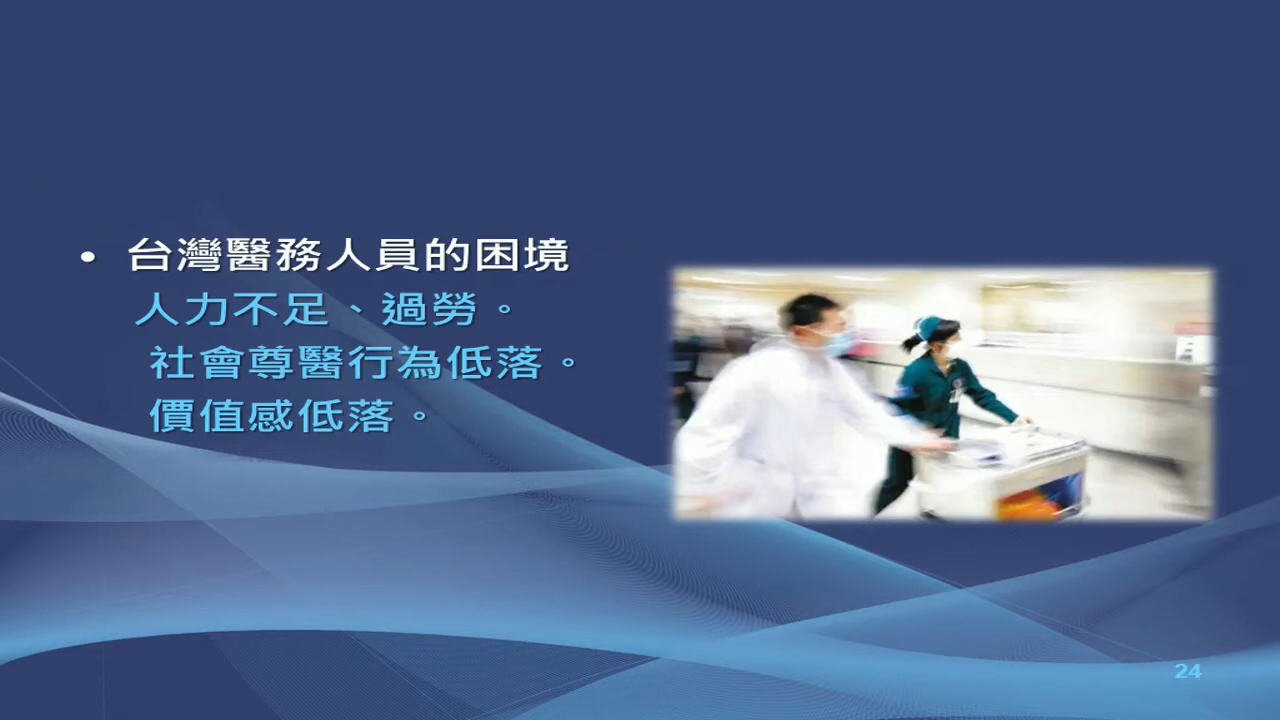 • 台灣醫務人員的困境
人力不足、過勞。
社會尊醫行為低落。
價值感低落。
24